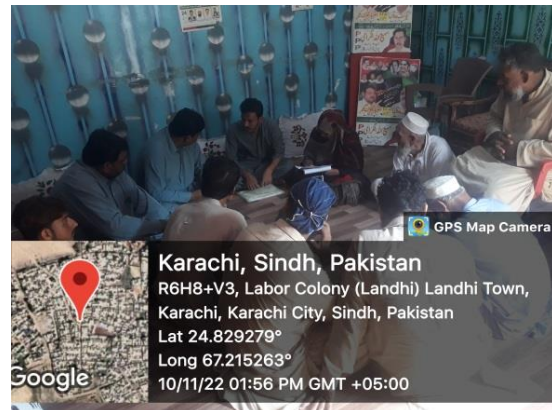 GPS Map Camera
Karachi, Sindh, Pakistan
R6H8+V3, Labor Colony (Landhi) Landhi Town,
Karachi, Karachi City, Sindh, Pakistan
Lat 24.829279°
Long 67.215263°
10/11/22 01:56 PM GMT +05:00
Google